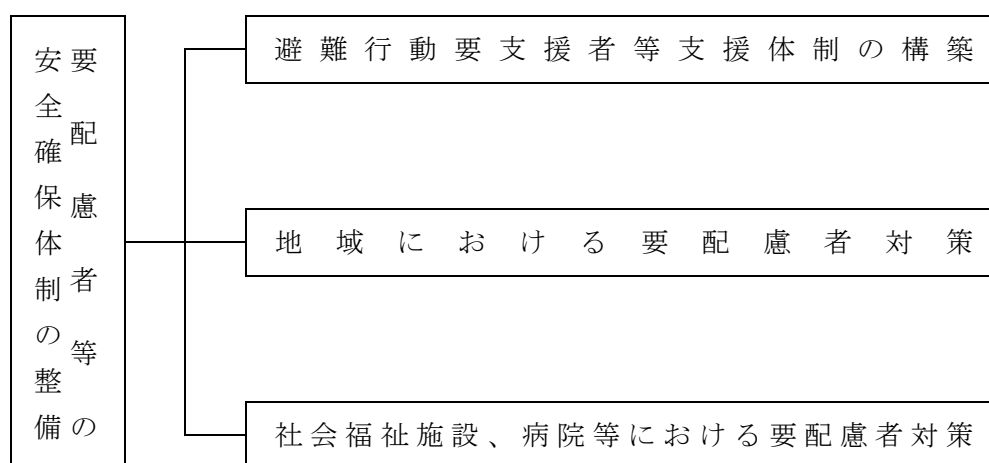 要配慮者等の
安全確保体制の整備
避難行動要支援者等支援体制の構築
地域における要配慮者対策
社会福祉施設、病院等における要配慮者対策